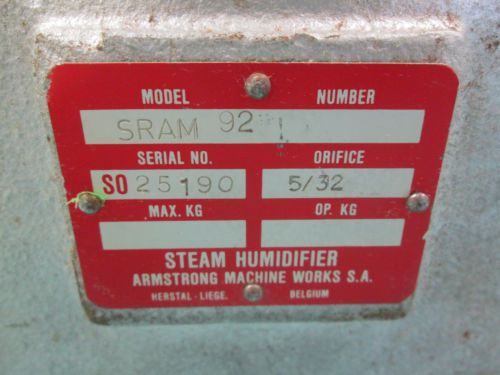 MODEL NUMBER
SRAM 92
SERIAL NO. ORIFICE
SO 25190 5/32
MAX. KG OP. KG
STEAM HUMIDIFIER
ARMSTRONG MACHINE WORKS S.A.
HERSTAL - LIEGE. BELGIUM